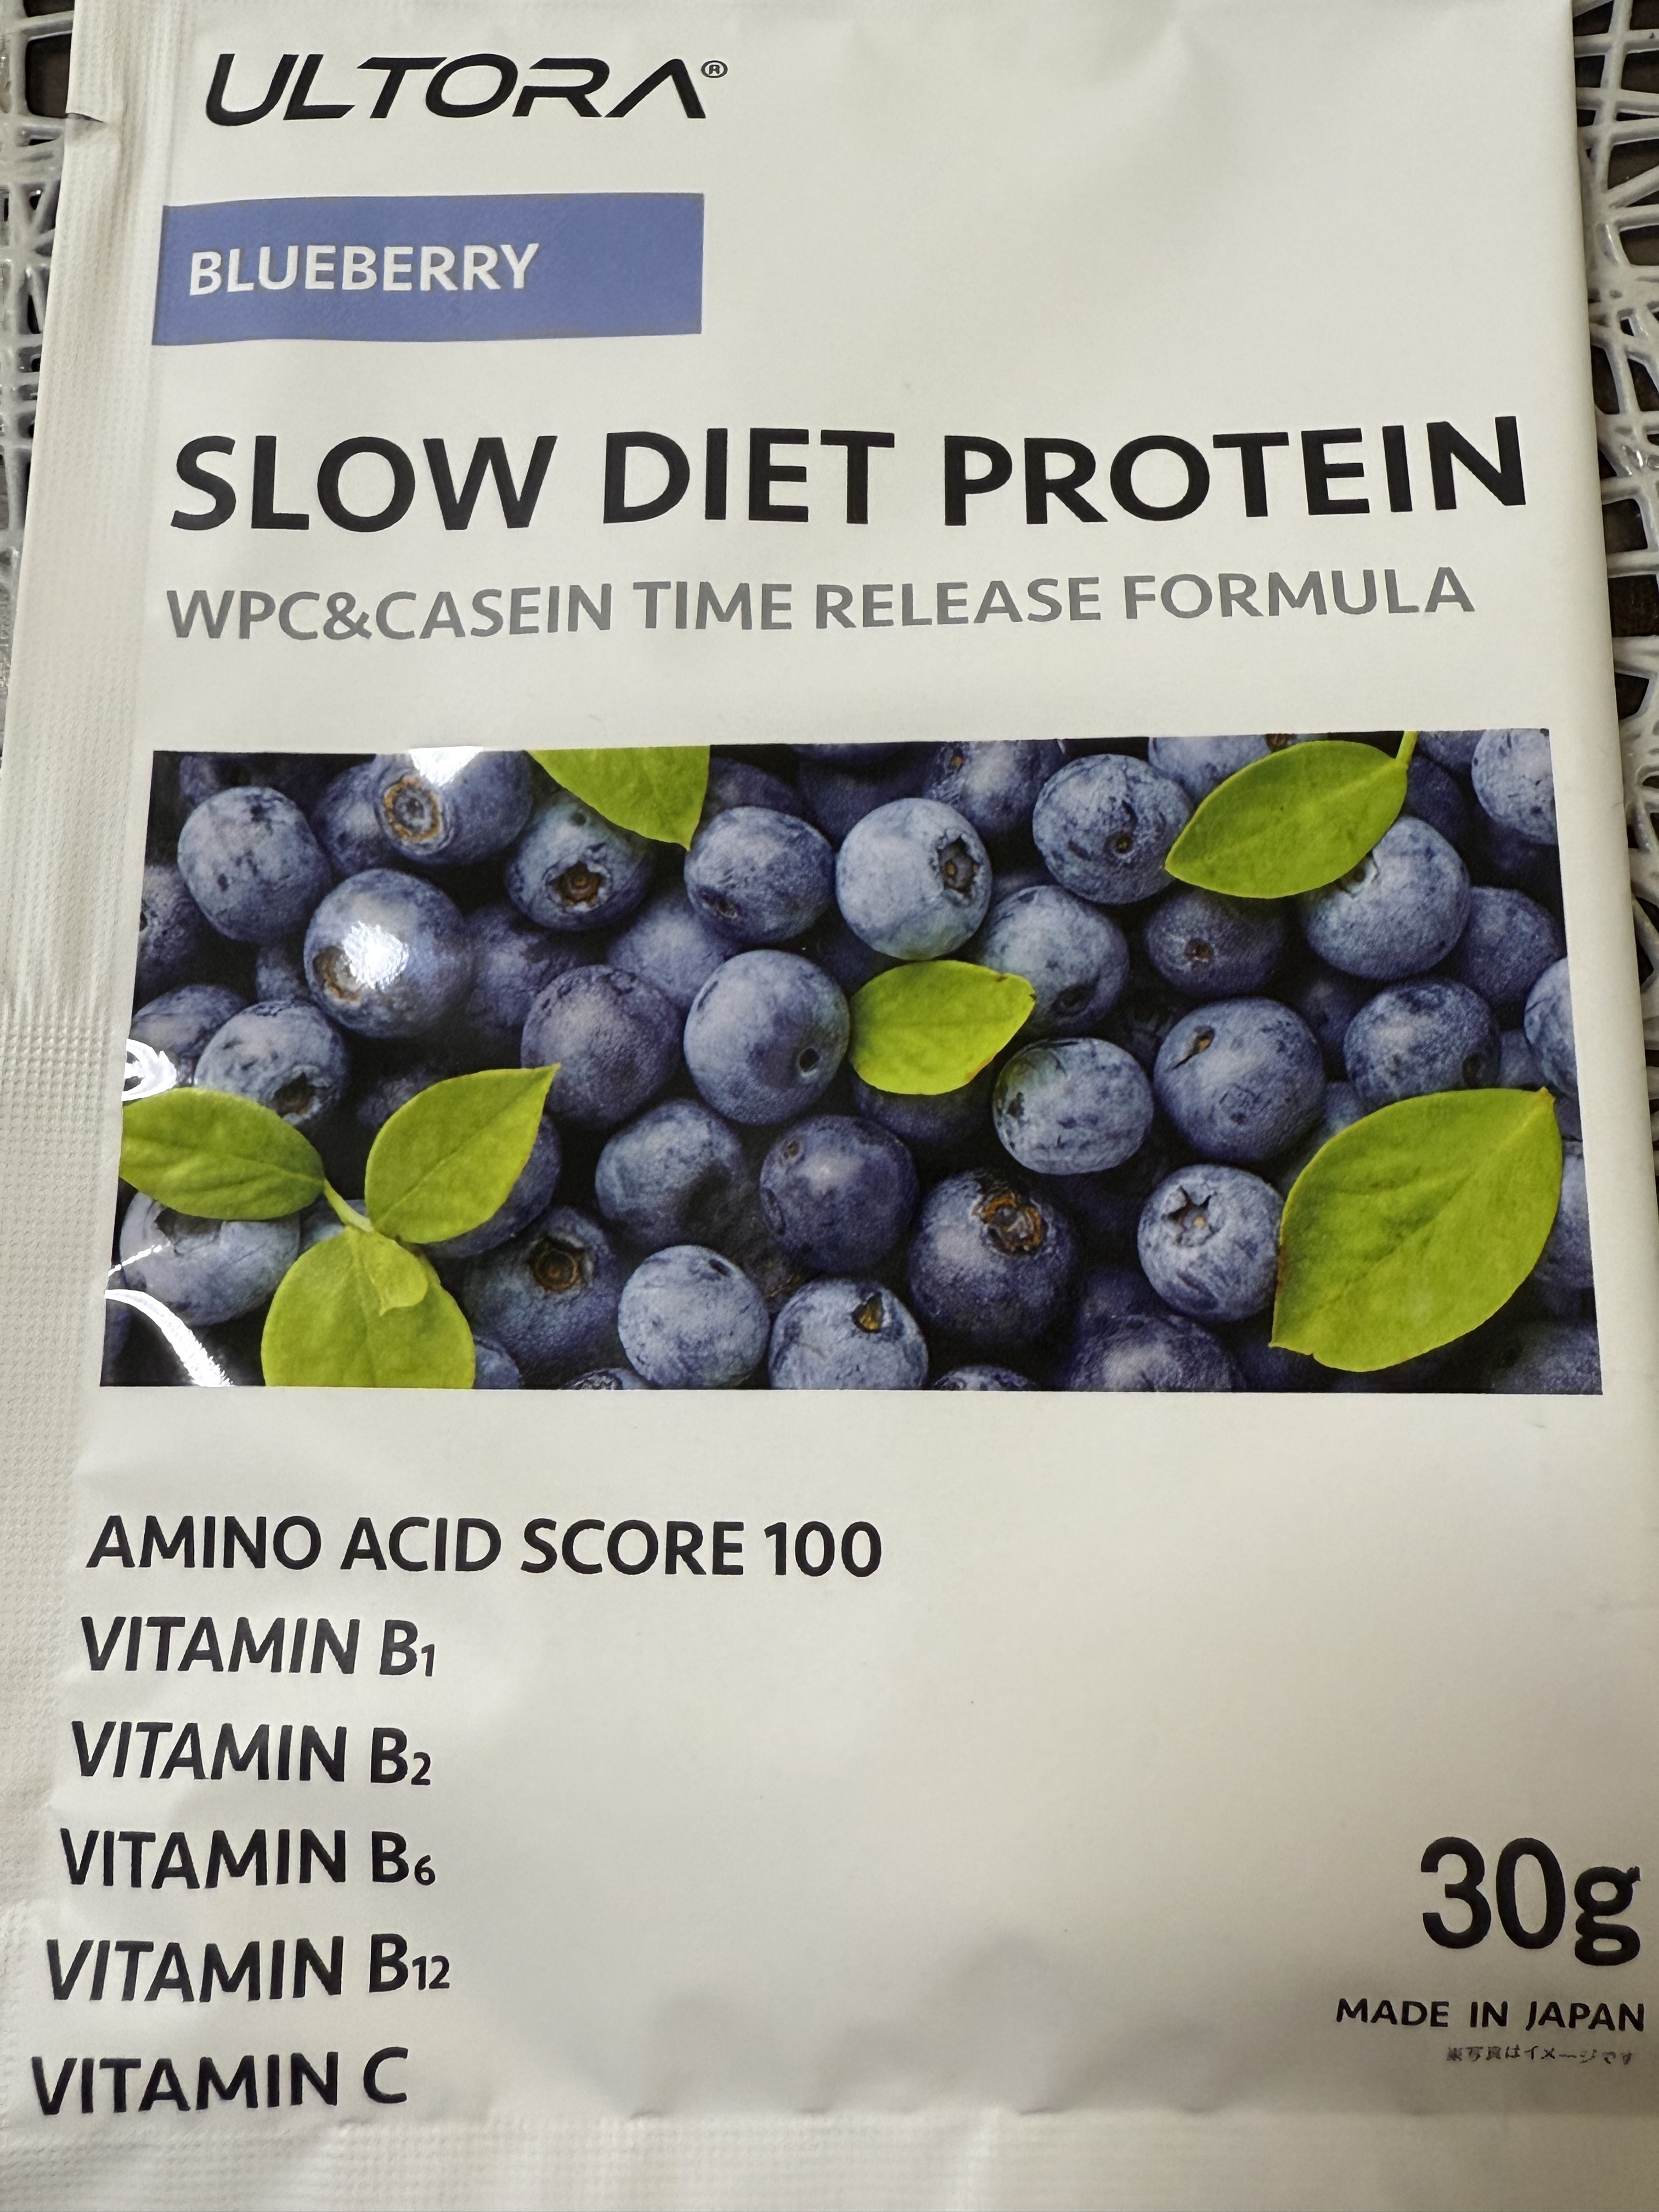 ULTORA®
BLUEBERRY
SLOW DIET PROTEIN
WPC&CASEIN TIME RELEASE FORMULA
AMINO ACID SCORE 100
VITAMIN B1
VITAMIN B2
VITAMIN B6
VITAMIN B12
VITAMIN C
30g
MADE IN JAPAN
※写真はイメージです